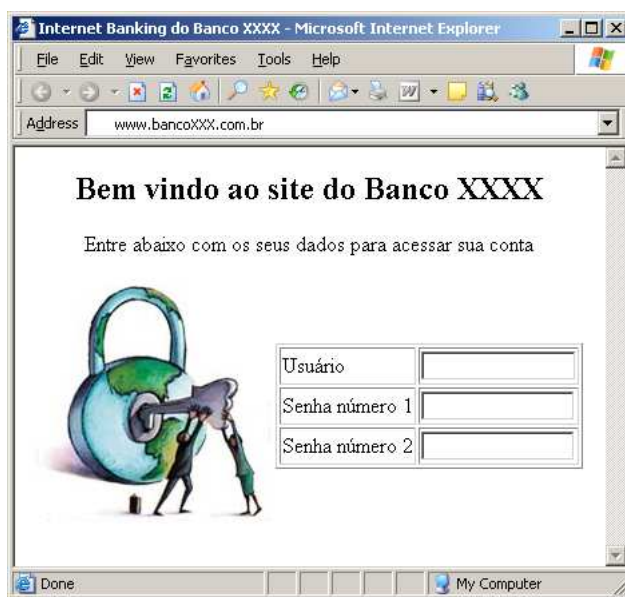 Internet Banking do Banco XXXX - Microsoft Internet Explorer
File Edit View Favorites Tools Help
Address www.bancoXXX.com.br
Bem vindo ao site do Banco XXXX
Entre abaixo com os seus dados para acessar sua conta
Usuário
Senha número 1
Senha número 2
Done My Computer